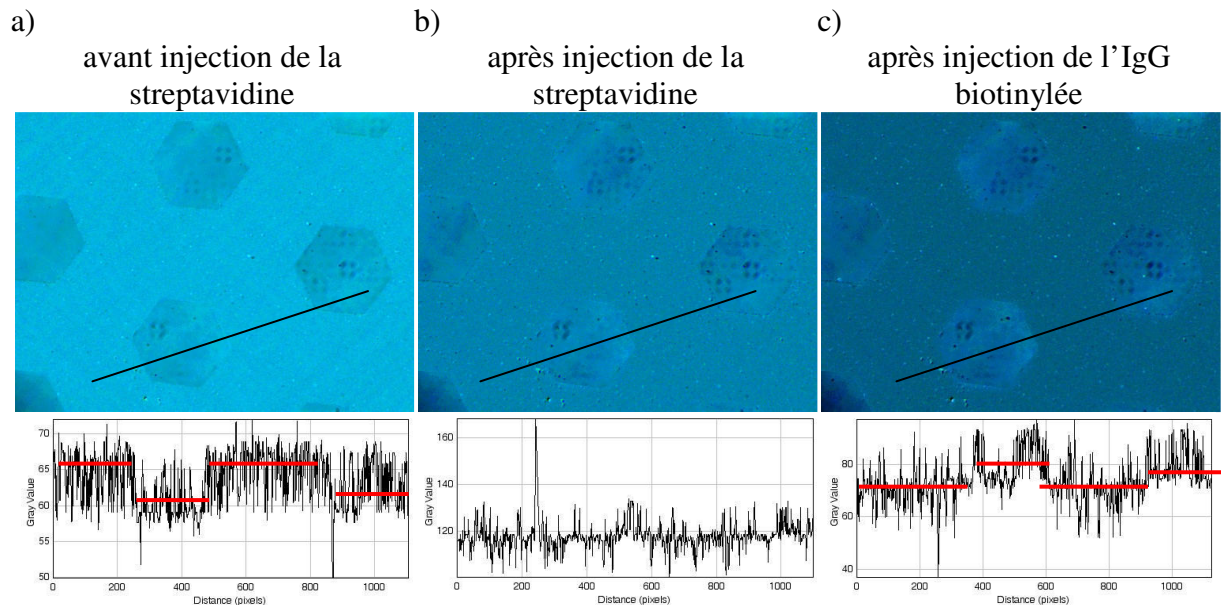 a)
avant injection de la
streptavidine
b)
après injection de la
streptavidine
c)
après injection de l’IgG
biotinylée
70
65
60
55
50
Gray Value
0
200
400
600
800
1000
Distance (pixels)
160
140
120
Gray Value
0
200
400
600
800
1000
Distance (pixels)
80
60
40
Gray Value
0
200
400
600
800
1000
Distance (pixels)